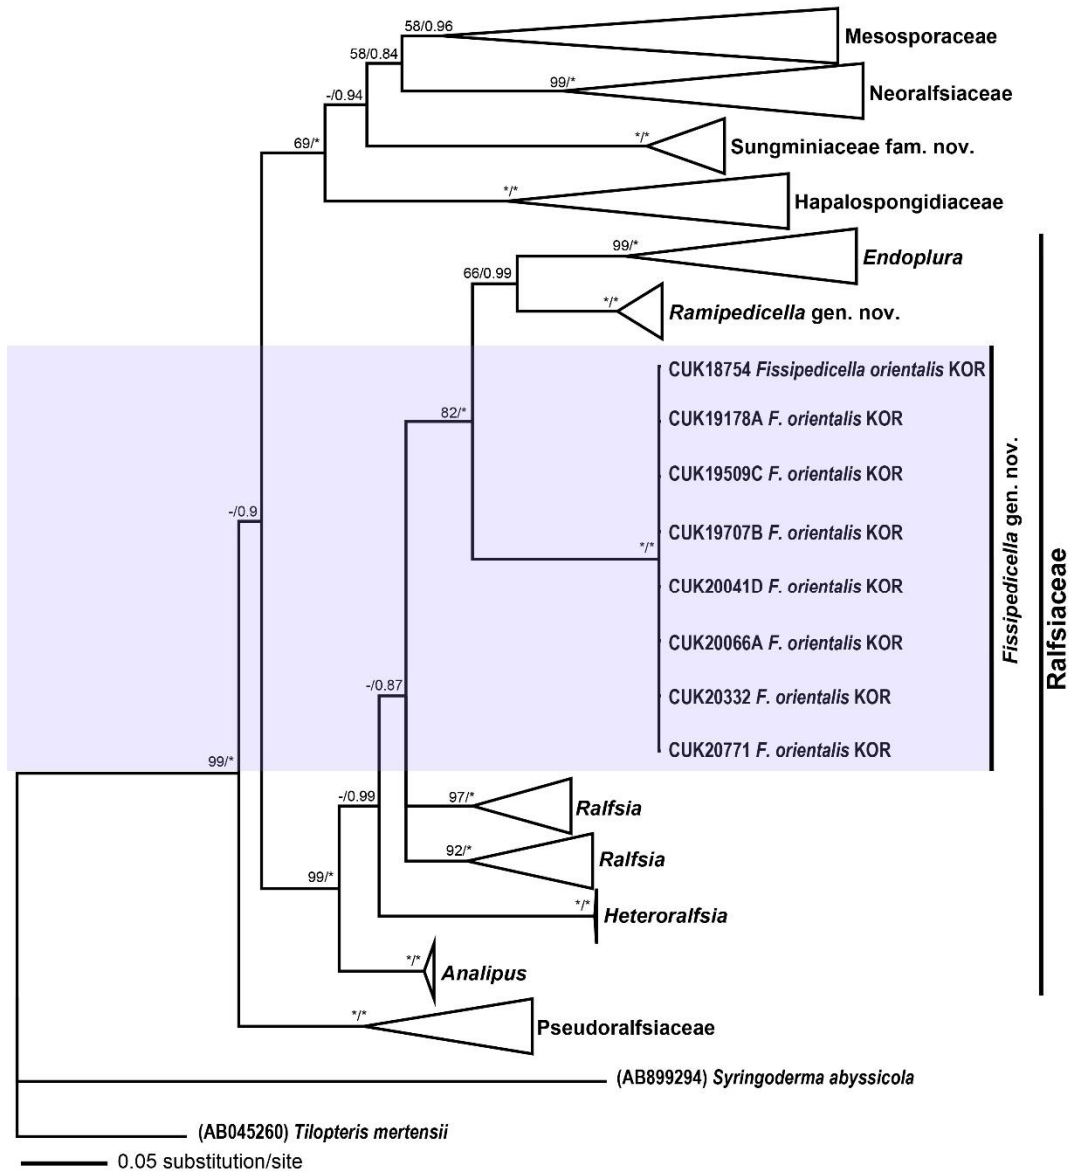 58/0.96
Mesosporaceae
58/0.84
99/*
Neoralfsiaceae
-/0.94
*/*
Sungminiaceae fam. nov.
69/*
*/*
Hapalospongidiaceae
99/*
Endoplura
66/0.99
*/*
Ramipedicella gen. nov.
CUK18754 Fissipedicella orientalis KOR
82/*
CUK19178A F. orientalis KOR
CUK19509C F. orientalis KOR
-/0.9
CUK19707B F. orientalis KOR
*/*
CUK20041D F. orientalis KOR
CUK20066A F. orientalis KOR
-/0.87
CUK20332 F. orientalis KOR
CUK20771 F. orientalis KOR
Fissipedicella gen. nov.
Ralfsiaceae
99/*
-/0.99
97/*
Ralfsia
92/*
Ralfsia
99/*
*/*
Heteroralfsia
*/*
Analipus
*/*
Pseudoralfsiaceae
(AB899294) Syringoderma abyssicola
(AB045260) Tilopteris mertensii
0.05 substitution/site